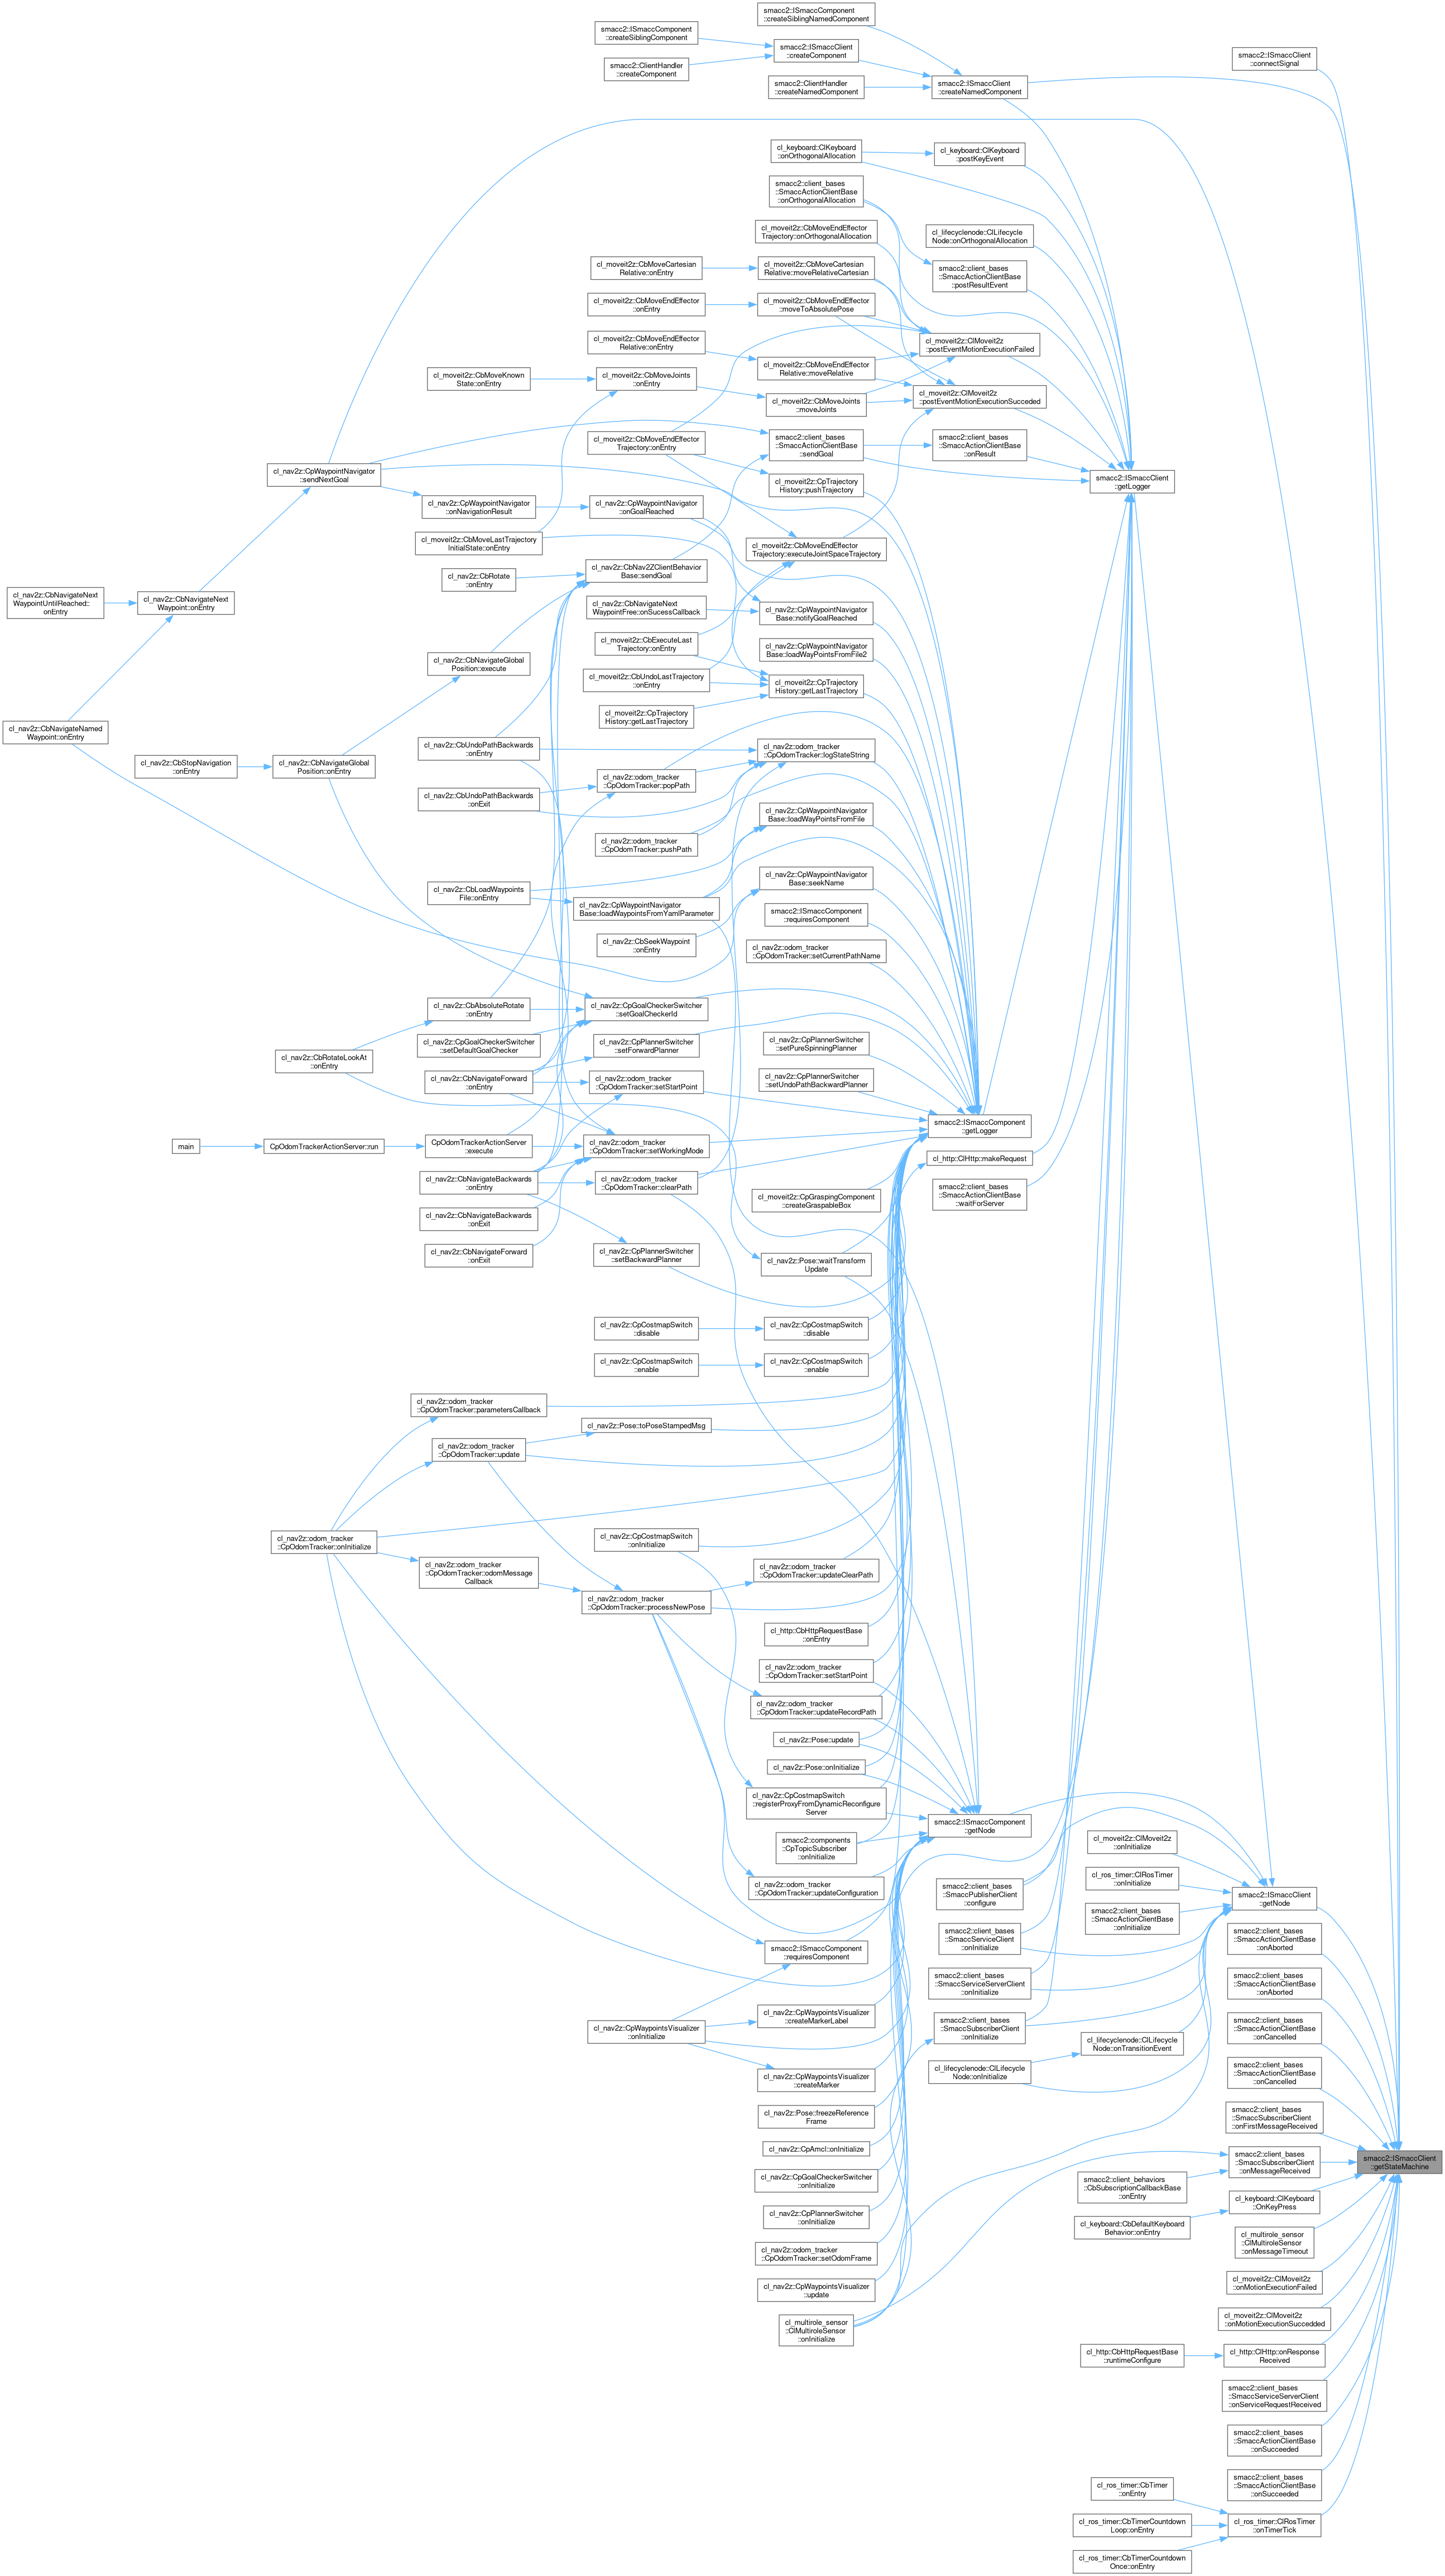 smacc2::ISmaccComponent
::createSiblingNamedComponent
smacc2::ISmaccComponent
::createSiblingComponent
smacc2::ISmaccClient
::createComponent
smacc2::ISmaccClient
::connectSignal
smacc2::ClientHandler
::createComponent
smacc2::ClientHandler
::createNamedComponent
smacc2::ISmaccClient
::createNamedComponent
cl_keyboard::ClKeyboard
::onOrthogonalAllocation
cl_keyboard::ClKeyboard
::postKeyEvent
smacc2::client_bases
::SmaccActionClientBase
::onOrthogonalAllocation
cl_moveit2z::CbMoveEndEffector
Trajectory::onOrthogonalAllocation
cl_lifecyclenode::ClLifecycle
Node::onOrthogonalAllocation
cl_moveit2z::CbMoveCartesian
Relative::onEntry
cl_moveit2z::CbMoveCartesian
Relative::moveRelativeCartesian
smacc2::client_bases
::SmaccActionClientBase
::postResultEvent
cl_moveit2z::CbMoveEndEffector
::onEntry
cl_moveit2z::CbMoveEndEffector
::moveToAbsolutePose
cl_moveit2z::CbMoveEndEffector
Relative::onEntry
cl_moveit2z::ClMoveit2z
::postEventMotionExecutionFailed
cl_moveit2z::CbMoveEndEffector
Relative::moveRelative
cl_moveit2z::CbMoveKnown
State::onEntry
cl_moveit2z::CbMoveJoints
::onEntry
cl_moveit2z::CbMoveJoints
::moveJoints
cl_moveit2z::ClMoveit2z
::postEventMotionExecutionSucceded
cl_moveit2z::CbMoveEndEffector
Trajectory::onEntry
smacc2::client_bases
::SmaccActionClientBase
::sendGoal
smacc2::client_bases
::SmaccActionClientBase
::onResult
cl_nav2z::CpWaypointNavigator
::sendNextGoal
cl_moveit2z::CpTrajectory
History::pushTrajectory
smacc2::ISmaccClient
::getLogger
cl_nav2z::CpWaypointNavigator
::onNavigationResult
cl_nav2z::CpWaypointNavigator
::onGoalReached
cl_moveit2z::CbMoveLastTrajectory
InitialState::onEntry
cl_moveit2z::CbMoveEndEffector
Trajectory::executeJointSpaceTrajectory
cl_nav2z::CbRotate
::onEntry
cl_nav2z::CbNav2ZClientBehavior
Base::sendGoal
cl_nav2z::CbNavigateNext
WaypointUntilReached::
onEntry
cl_nav2z::CbNavigateNext
Waypoint::onEntry
cl_nav2z::CbNavigateNext
WaypointFree::onSucessCallback
cl_nav2z::CpWaypointNavigator
Base::notifyGoalReached
cl_moveit2z::CbExecuteLast
Trajectory::onEntry
cl_nav2z::CpWaypointNavigator
Base::loadWayPointsFromFile2
cl_nav2z::CbNavigateGlobal
Position::execute
cl_moveit2z::CbUndoLastTrajectory
::onEntry
cl_moveit2z::CpTrajectory
History::getLastTrajectory
cl_moveit2z::CpTrajectory
History::getLastTrajectory
cl_nav2z::CbNavigateNamed
Waypoint::onEntry
cl_nav2z::CbUndoPathBackwards
::onEntry
cl_nav2z::odom_tracker
::CpOdomTracker::logStateString
cl_nav2z::CbStopNavigation
::onEntry
cl_nav2z::CbNavigateGlobal
Position::onEntry
cl_nav2z::odom_tracker
::CpOdomTracker::popPath
cl_nav2z::CbUndoPathBackwards
::onExit
cl_nav2z::CpWaypointNavigator
Base::loadWayPointsFromFile
cl_nav2z::odom_tracker
::CpOdomTracker::pushPath
cl_nav2z::CbLoadWaypoints
File::onEntry
cl_nav2z::CpWaypointNavigator
Base::loadWaypointsFromYamlParameter
cl_nav2z::CpWaypointNavigator
Base::seekName
smacc2::ISmaccComponent
::requiresComponent
cl_nav2z::CbSeekWaypoint
::onEntry
cl_nav2z::odom_tracker
::CpOdomTracker::setCurrentPathName
cl_nav2z::CbAbsoluteRotate
::onEntry
cl_nav2z::CpGoalCheckerSwitcher
::setGoalCheckerId
cl_nav2z::CpGoalCheckerSwitcher
::setDefaultGoalChecker
cl_nav2z::CpPlannerSwitcher
::setForwardPlanner
cl_nav2z::CpPlannerSwitcher
::setPureSpinningPlanner
cl_nav2z::CbRotateLookAt
::onEntry
cl_nav2z::CbNavigateForward
::onEntry
cl_nav2z::odom_tracker
::CpOdomTracker::setStartPoint
cl_nav2z::CpPlannerSwitcher
::setUndoPathBackwardPlanner
smacc2::ISmaccComponent
::getLogger
main
CpOdomTrackerActionServer::run
CpOdomTrackerActionServer
::execute
cl_nav2z::odom_tracker
::CpOdomTracker::setWorkingMode
cl_http::ClHttp::makeRequest
cl_nav2z::CbNavigateBackwards
::onEntry
cl_nav2z::odom_tracker
::CpOdomTracker::clearPath
cl_moveit2z::CpGraspingComponent
::createGraspableBox
smacc2::client_bases
::SmaccActionClientBase
::waitForServer
cl_nav2z::CbNavigateBackwards
::onExit
cl_nav2z::CbNavigateForward
::onExit
cl_nav2z::CpPlannerSwitcher
::setBackwardPlanner
cl_nav2z::Pose::waitTransform
Update
cl_nav2z::CpCostmapSwitch
::disable
cl_nav2z::CpCostmapSwitch
::disable
cl_nav2z::CpCostmapSwitch
::enable
cl_nav2z::CpCostmapSwitch
::enable
cl_nav2z::odom_tracker
::CpOdomTracker::parametersCallback
cl_nav2z::Pose::toPoseStampedMsg
cl_nav2z::odom_tracker
::CpOdomTracker::update
cl_nav2z::odom_tracker
::CpOdomTracker::onInitialize
cl_nav2z::CpCostmapSwitch
::onInitialize
cl_nav2z::odom_tracker
::CpOdomTracker::odomMessage
Callback
cl_nav2z::odom_tracker
::CpOdomTracker::updateClearPath
cl_nav2z::odom_tracker
::CpOdomTracker::processNewPose
cl_http::CbHttpRequestBase
::onEntry
cl_nav2z::odom_tracker
::CpOdomTracker::setStartPoint
cl_nav2z::odom_tracker
::CpOdomTracker::updateRecordPath
cl_nav2z::Pose::update
cl_nav2z::Pose::onInitialize
cl_nav2z::CpCostmapSwitch
::registerProxyFromDynamicReconfigure
Server
smacc2::ISmaccComponent
::getNode
smacc2::components
::CpTopicSubscriber
::onInitialize
cl_moveit2z::ClMoveit2z
::onInitialize
cl_nav2z::odom_tracker
::CpOdomTracker::updateConfiguration
cl_ros_timer::ClRosTimer
::onInitialize
smacc2::client_bases
::SmaccPublisherClient
::configure
smacc2::ISmaccClient
::getNode
smacc2::client_bases
::SmaccActionClientBase
::onInitialize
smacc2::ISmaccComponent
::requiresComponent
smacc2::client_bases
::SmaccServiceClient
::onInitialize
smacc2::client_bases
::SmaccActionClientBase
::onAborted
smacc2::client_bases
::SmaccServiceServerClient
::onInitialize
smacc2::client_bases
::SmaccActionClientBase
::onAborted
cl_nav2z::CpWaypointsVisualizer
::onInitialize
cl_nav2z::CpWaypointsVisualizer
::createMarkerLabel
smacc2::client_bases
::SmaccSubscriberClient
::onInitialize
smacc2::client_bases
::SmaccActionClientBase
::onCancelled
cl_lifecyclenode::ClLifecycle
Node::onTransitionEvent
cl_nav2z::CpWaypointsVisualizer
::createMarker
cl_lifecyclenode::ClLifecycle
Node::onInitialize
smacc2::client_bases
::SmaccActionClientBase
::onCancelled
cl_nav2z::Pose::freezeReference
Frame
smacc2::client_bases
::SmaccSubscriberClient
::onFirstMessageReceived
cl_nav2z::CpAmcl::onInitialize
smacc2::client_bases
::SmaccSubscriberClient
::onMessageReceived
smacc2::ISmaccClient
::getStateMachine
cl_nav2z::CpGoalCheckerSwitcher
::onInitialize
smacc2::client_behaviors
::CbSubscriptionCallbackBase
::onEntry
cl_keyboard::ClKeyboard
::OnKeyPress
cl_nav2z::CpPlannerSwitcher
::onInitialize
cl_keyboard::CbDefaultKeyboard
Behavior::onEntry
cl_multirole_sensor
::ClMultiroleSensor
::onMessageTimeout
cl_nav2z::odom_tracker
::CpOdomTracker::setOdomFrame
cl_moveit2z::ClMoveit2z
::onMotionExecutionFailed
cl_nav2z::CpWaypointsVisualizer
::update
cl_moveit2z::ClMoveit2z
::onMotionExecutionSuccedded
cl_multirole_sensor
::ClMultiroleSensor
::onInitialize
cl_http::CbHttpRequestBase
::runtimeConfigure
cl_http::ClHttp::onResponse
Received
smacc2::client_bases
::SmaccServiceServerClient
::onServiceRequestReceived
smacc2::client_bases
::SmaccActionClientBase
::onSucceeded
smacc2::client_bases
::SmaccActionClientBase
::onSucceeded
cl_ros_timer::CbTimer
::onEntry
cl_ros_timer::CbTimerCountdown
Loop::onEntry
cl_ros_timer::ClRosTimer
::onTimerTick
cl_ros_timer::CbTimerCountdown
Once::onEntry